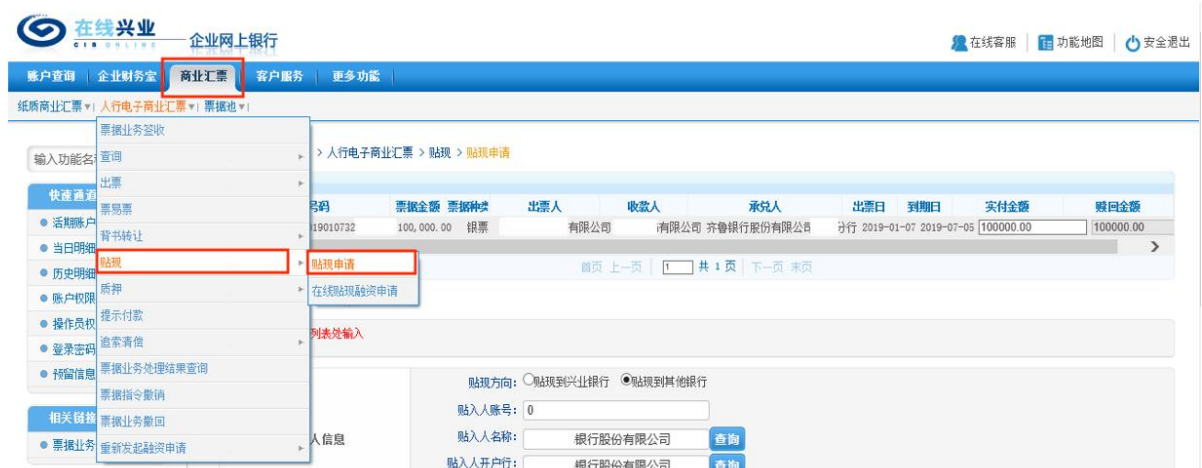 在线兴业
CIB ONLINE
企业网上银行
在线客服 功能地图 安全退出
账户查询 企业财务室 商业汇票 客户服务 更多功能
纸质商业汇票 人行电子商业汇票 票据池
票据业务签收
输入功能名 查询 > 人行电子商业汇票 > 贴现 > 贴现申请
出票
快速通道
票易票
号码 票据金额 票据种类 出票人 收款人 承兑人 出票日 到期日 实付金额 赎回金额
活期账户
19010732 100,000.00 银票 有限公司 有限公司 齐鲁银行股份有限公司 分行 2019-01-07 2019-07-05 100000.00 100000.00
背书转让
当日明细
贴现 贴现申请
首页 上一页 1 共 1 页 下一页 末页
历史明细
质押 在线贴现融资申请
账户权限
提示付款
操作员权
列表处输入
追索清偿
登录密码
票据业务处理结果查询
预留信息
贴现方向: 贴现到兴业银行 贴现到其他银行
票据指令撤销
贴入人账号: 0
相关链接
票据业务撤回
人信息 贴入人名称: 银行股份有限公司 查询
票据业务
重新发起融资申请
贴入人开户行: 银行股份有限公司 查询